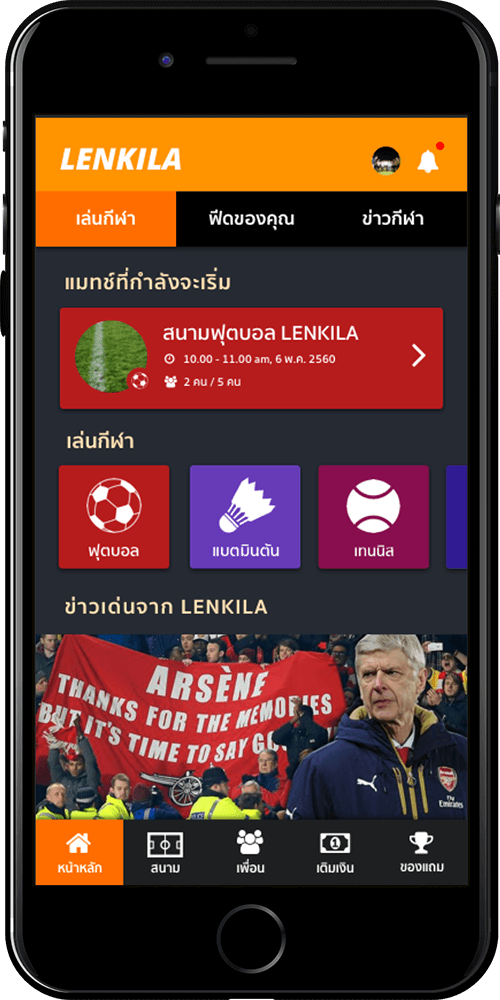 LENKILA
เล่นกีฬา
ฟีดของคุณ
ข่าวกีฬา
แมทช์ที่กำลังจะเริ่ม
สนามฟุตบอล LENKILA
10.00 - 11.00 am, 6 พ.ค. 2560
2 คน / 5 คน
เล่นกีฬา
ฟุตบอล
แบตมินตัน
เทนนิส
ข่าวเด่นจาก LENKILA
ARSÈNE
THANKS FOR THE MEMORIES
BUT IT'S TIME TO SAY
Fly
Emirates
หน้าหลัก
สนาม
เพื่อน
เติมเงิน
ของแถม